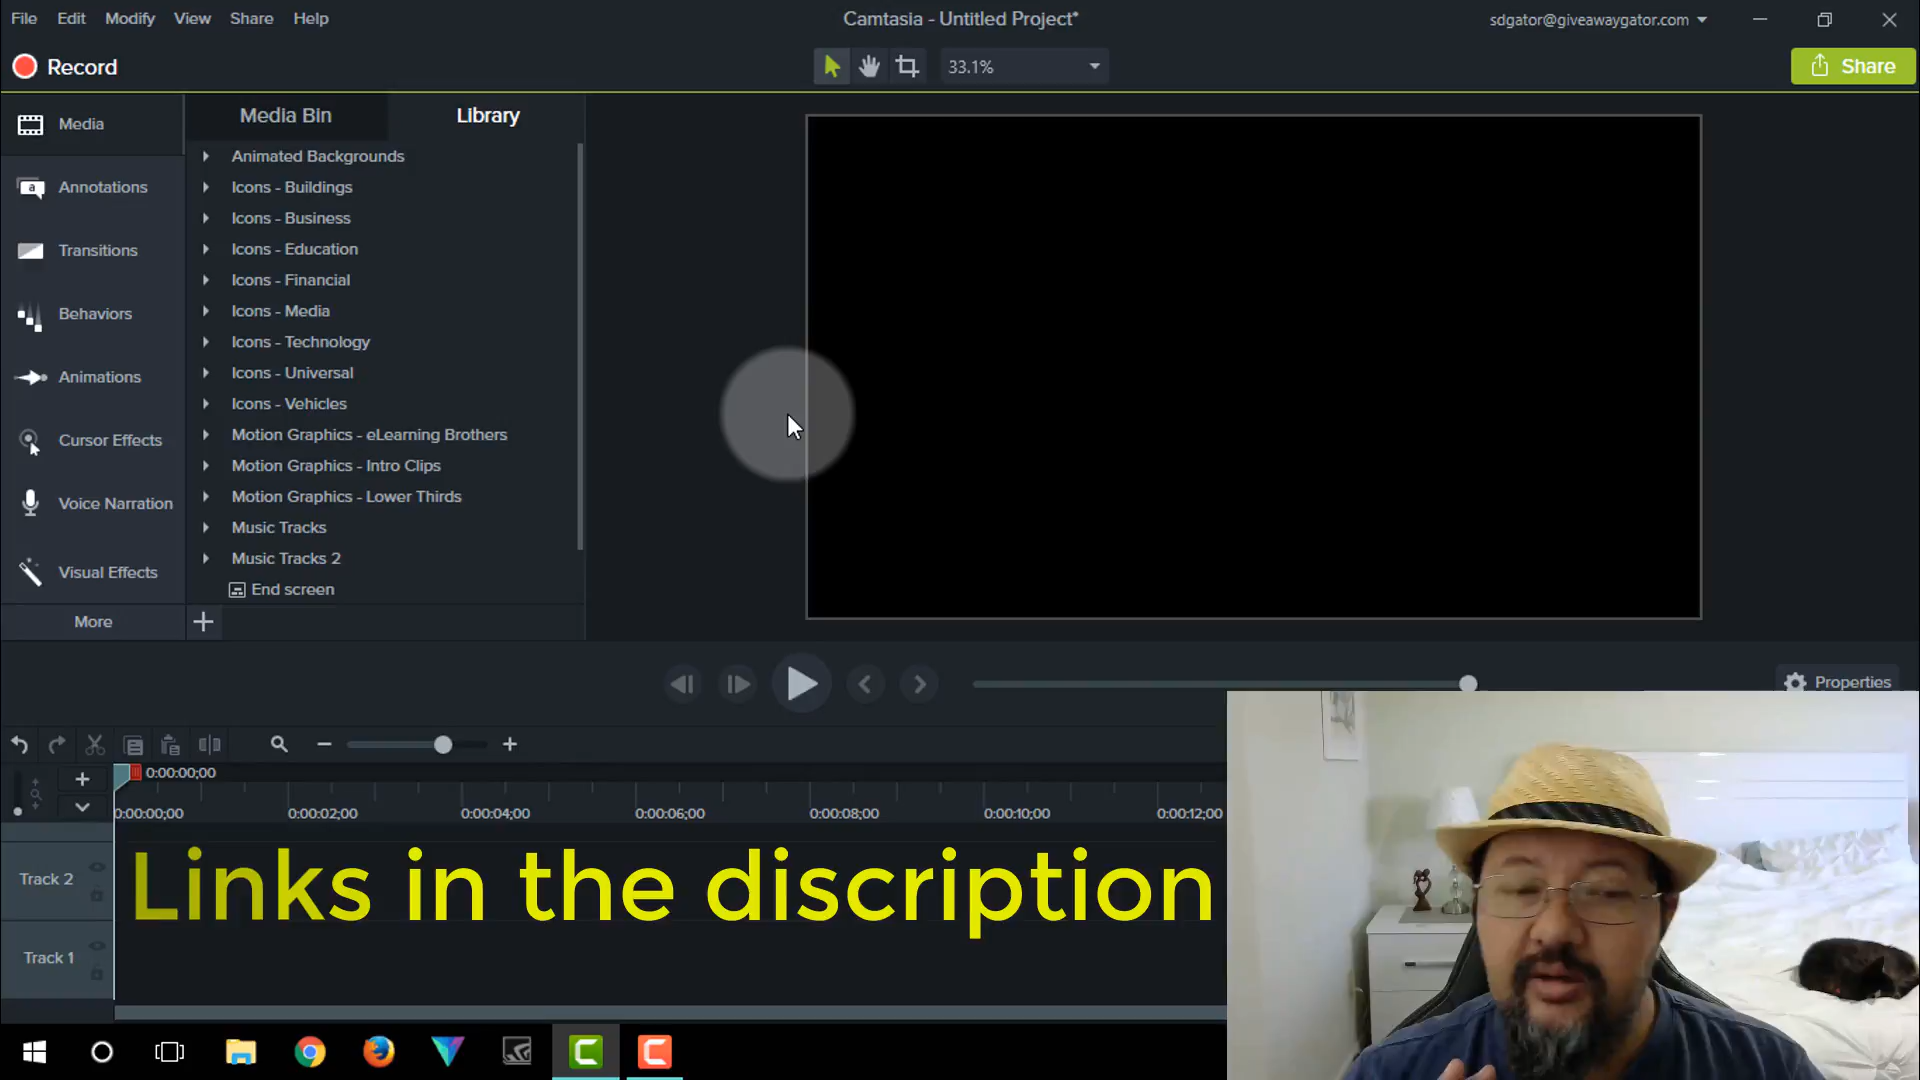 File Edit Modify View Share Help
Camtasia - Untitled Project*
sdgator@giveawaygator.com
Record
33.1%
Share
Media
Annotations
Transitions
Behaviors
Animations
Cursor Effects
Voice Narration
Visual Effects
More
Media Bin
Library
Animated Backgrounds
Icons - Buildings
Icons - Business
Icons - Education
Icons - Financial
Icons - Media
Icons - Technology
Icons - Universal
Icons - Vehicles
Motion Graphics - eLearning Brothers
Motion Graphics - Intro Clips
Motion Graphics - Lower Thirds
Music Tracks
Music Tracks 2
End screen
Properties
0:00:00;00
0:00:00;00 0:00:02;00 0:00:04;00 0:00:06;00 0:00:08;00 0:00:10;00 0:00:12;00
Track 2
Links in the discription
Track 1